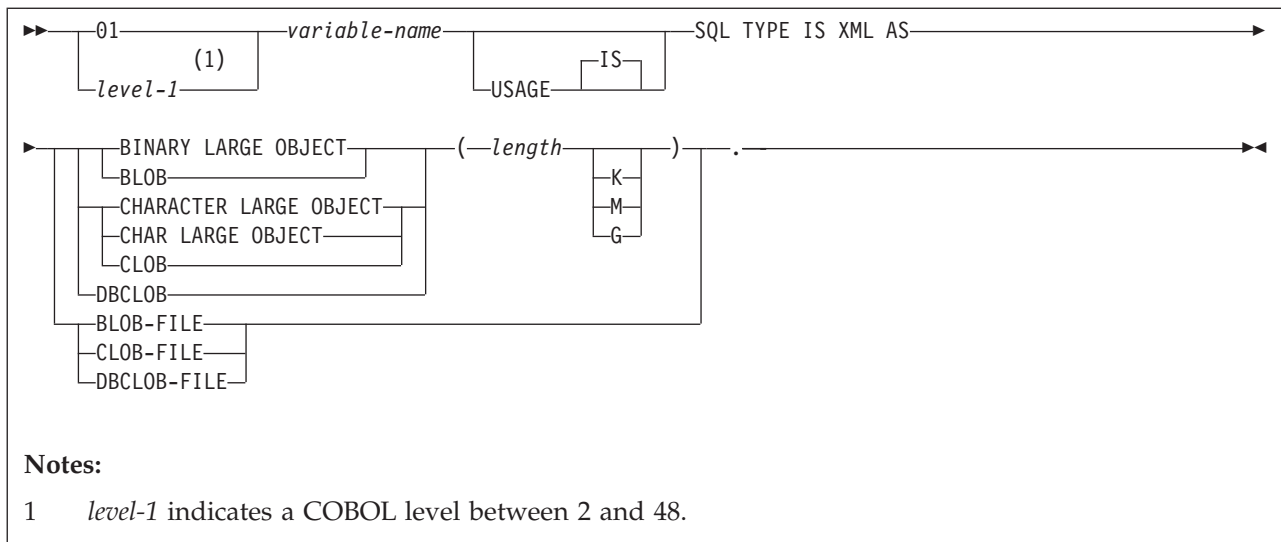 01 variable-name SQL TYPE IS XML AS
(1) IS
level-1 USAGE
BINARY LARGE OBJECT ( length ) .
BLOB K
CHARACTER LARGE OBJECT M
CHAR LARGE OBJECT G
CLOB
DBCLOB
BLOB-FILE
CLOB-FILE
DBCLOB-FILE
Notes:
1 level-1 indicates a COBOL level between 2 and 48.